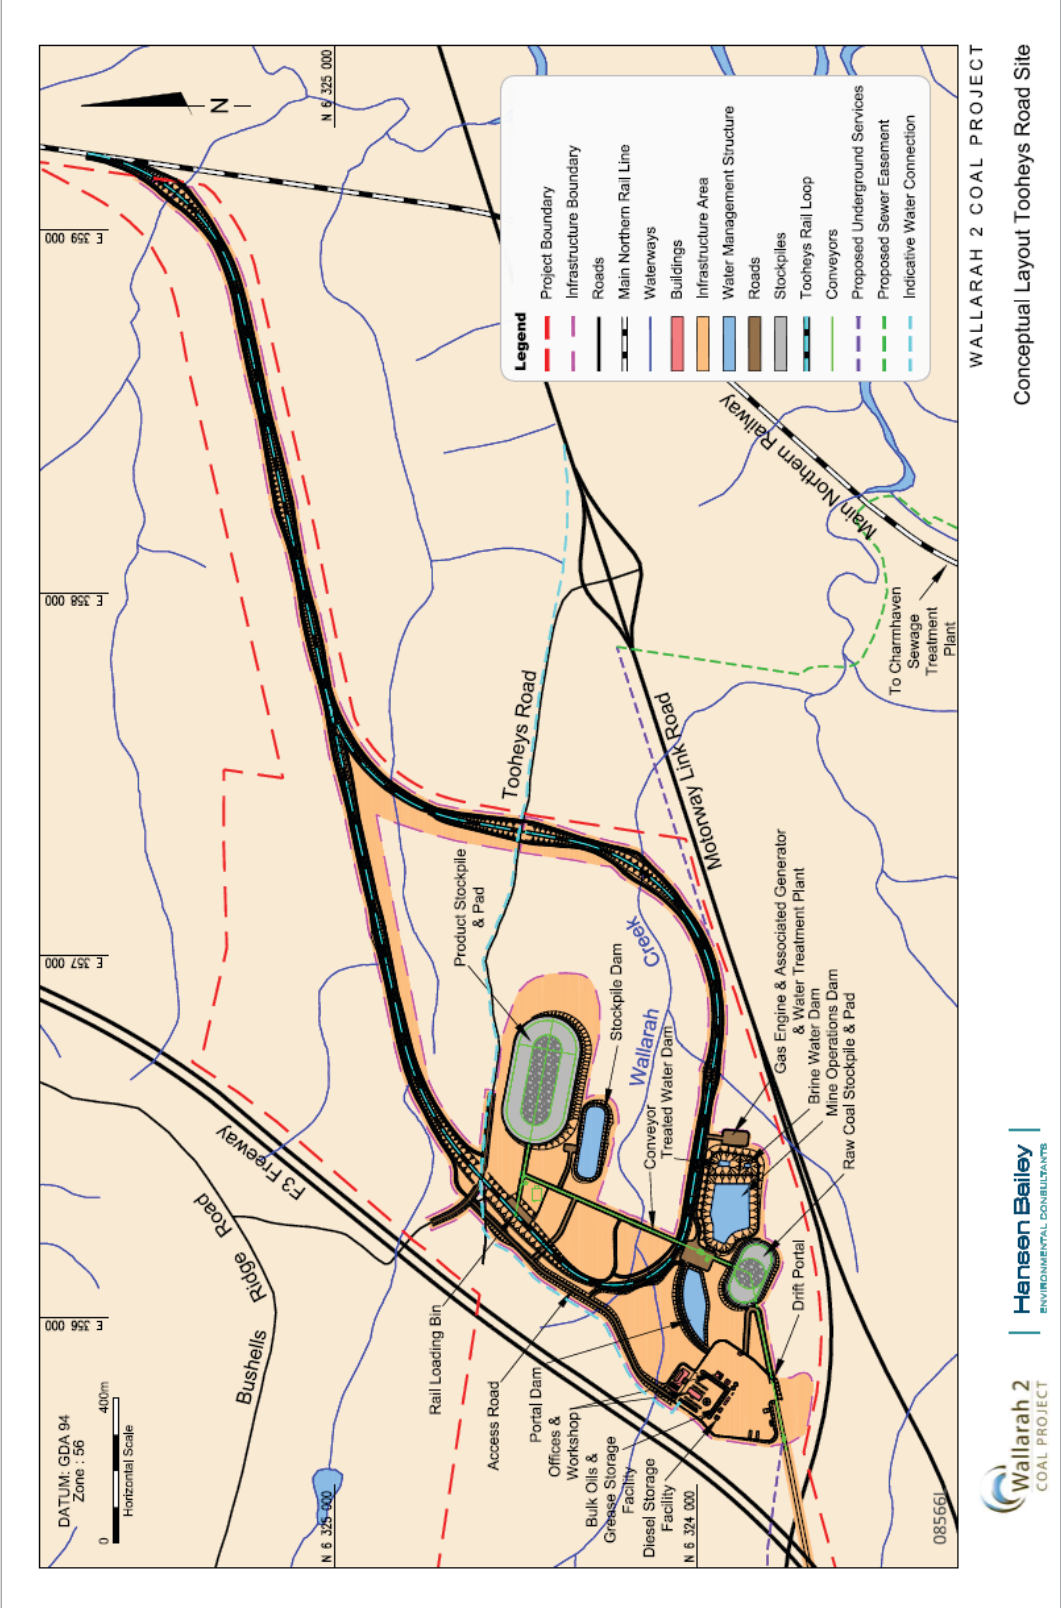 DATUM: GDA 94
Zone : 56
0
400m
Horizontal Scale
N
N 6 325 000
N 6 325 000
N 6 324 000
E 356 000
E 357 000
E 358 000
E 359 000
Bushells Ridge Road
F3 Freeway
Rail Loading Bin
Access Road
Portal Dam
Offices &
Workshop
Bulk Oils &
Grease Storage
Facility
Diesel Storage
Facility
Product Stockpile
& Pad
Tooheys Road
Stockpile Dam
Wallarah Creek
Conveyor
Treated Water Dam
Motorway Link Road
Gas Engine & Associated Generator
& Water Treatment Plant
Brine Water Dam
Mine Operations Dam
Raw Coal Stockpile & Pad
Drift Portal
Main Northern Railway
To Charmhaven
Sewage
Treatment
Plant
08566L
Legend
Project Boundary
Infrastructure Boundary
Roads
Main Northern Rail Line
Waterways
Buildings
Infrastructure Area
Water Management Structure
Roads
Stockpiles
Tooheys Rail Loop
Conveyors
Proposed Underground Services
Proposed Sewer Easement
Indicative Water Connection
WALLARAH 2 COAL PROJECT
Conceptual Layout Tooheys Road Site
Wallarah 2
COAL PROJECT
Hansen Bailey
ENVIRONMENTAL CONSULTANTS